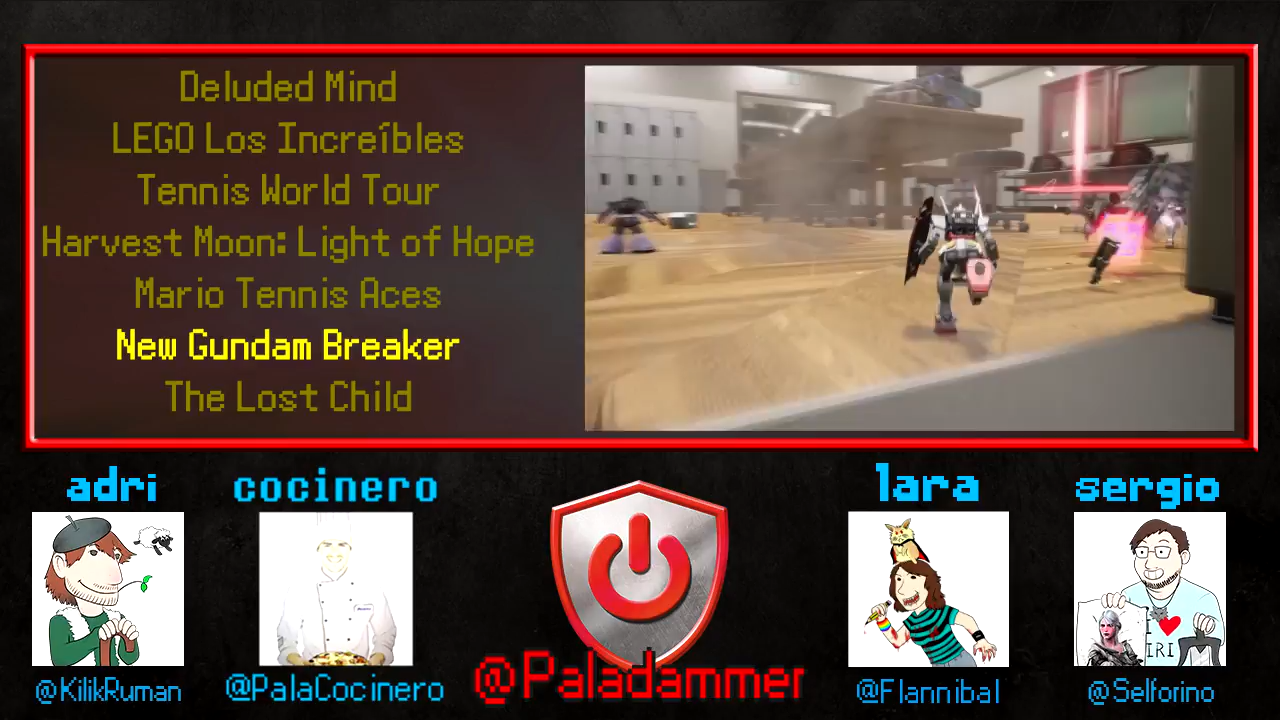 Deluded Mind
LEGO Los Increíbles
Tennis World Tour
Harvest Moon: Light of Hope
Mario Tennis Aces
New Gundam Breaker
The Lost Child
adri
cocinero
lara
sergio
I
IRI
@KilikRuman
@PalaCocinero
@Paladammer
@Flannibal
@Selforino